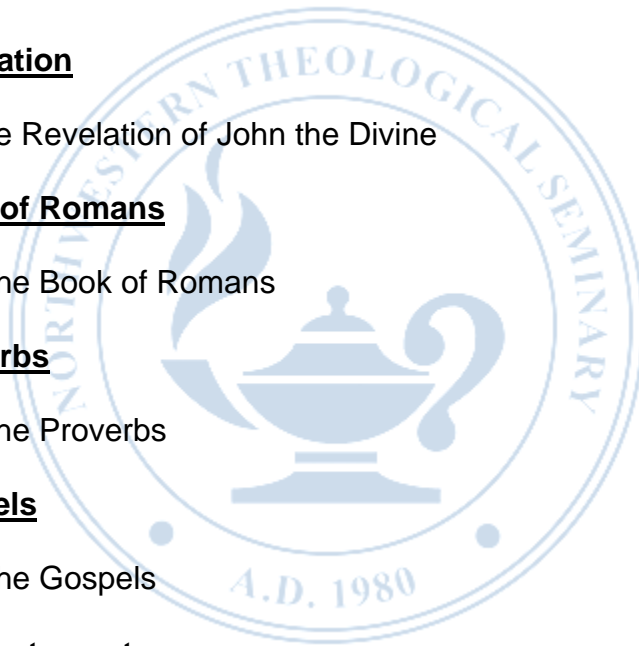 ation
e Revelation of John the Divine
of Romans
he Book of Romans
rbs
he Proverbs
els
he Gospels
NORTHWESTERN THEOLOGICAL SEMINARY
A.D. 1980